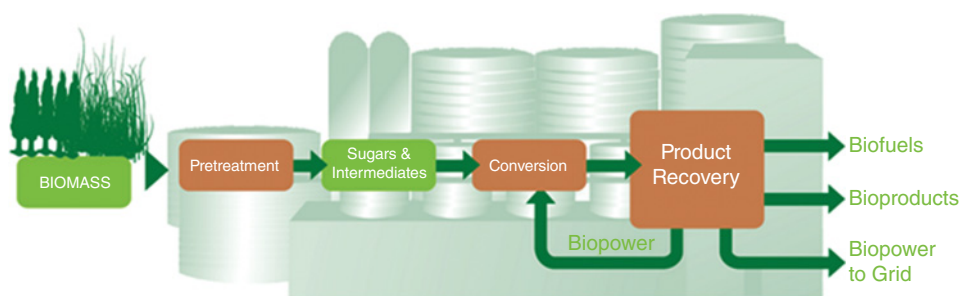 BIOMASS
Pretreatment
Sugars &
Intermediates
Conversion
Product
Recovery
Biofuels
Bioproducts
Biopower
Biopower
to Grid